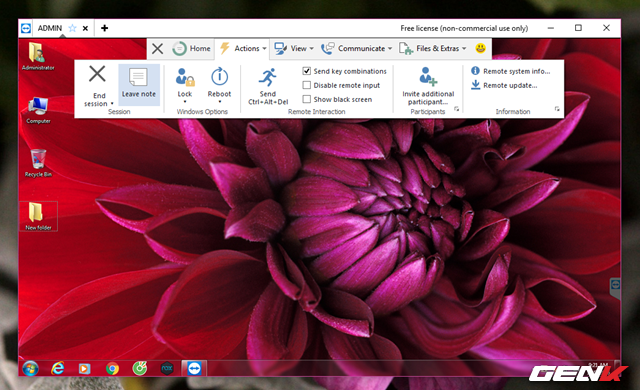 ADMIN
Free license (non-commercial use only)
Home
Actions
View
Communicate
Files & Extras
End session
Leave note
Lock
Reboot
Send
Ctrl+Alt+Del
Send key combinations
Disable remote input
Show black screen
Invite additional
participant...
Remote system info...
Remote update...
Session
Windows Options
Remote Interaction
Participants
Information
Administrator
Computer
Recycle Bin
New folder
GENK